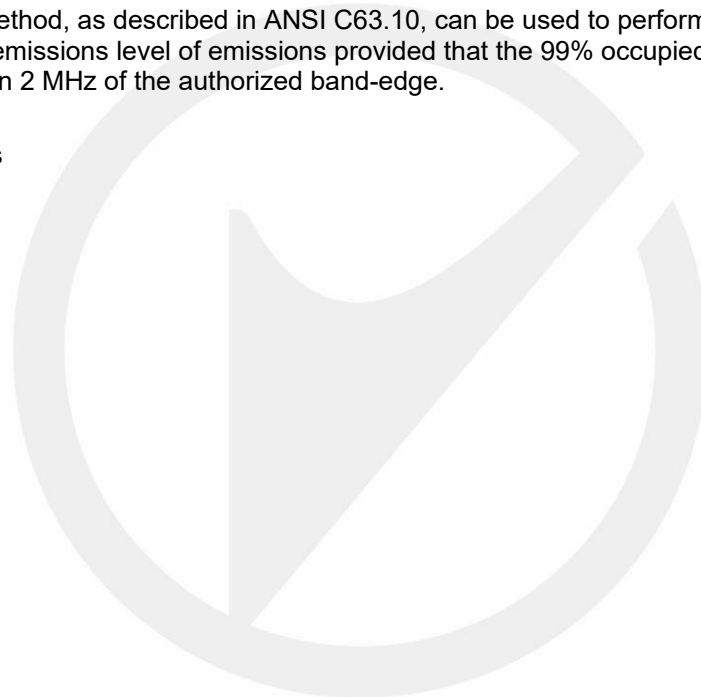 ethod, as described in ANSI C63.10, can be used to perform
emissions level of emissions provided that the 99% occupied
n 2 MHz of the authorized band-edge.
s